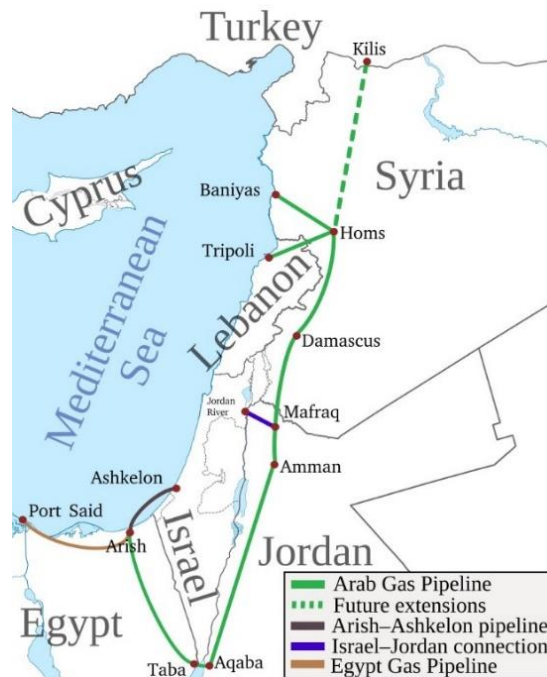 Turkey
Kilis
Cyprus
Baniyas
Syria
Homs
Tripoli
Mediterranean
Sea
Lebanon
Damascus
Jordan
River
Mafraq
Amman
Ashkelon
Port Said
Arish
Israel
Jordan
Egypt
Taba
Aqaba
Arab Gas Pipeline
Future extensions
Arish–Ashkelon pipeline
Israel–Jordan connection
Egypt Gas Pipeline